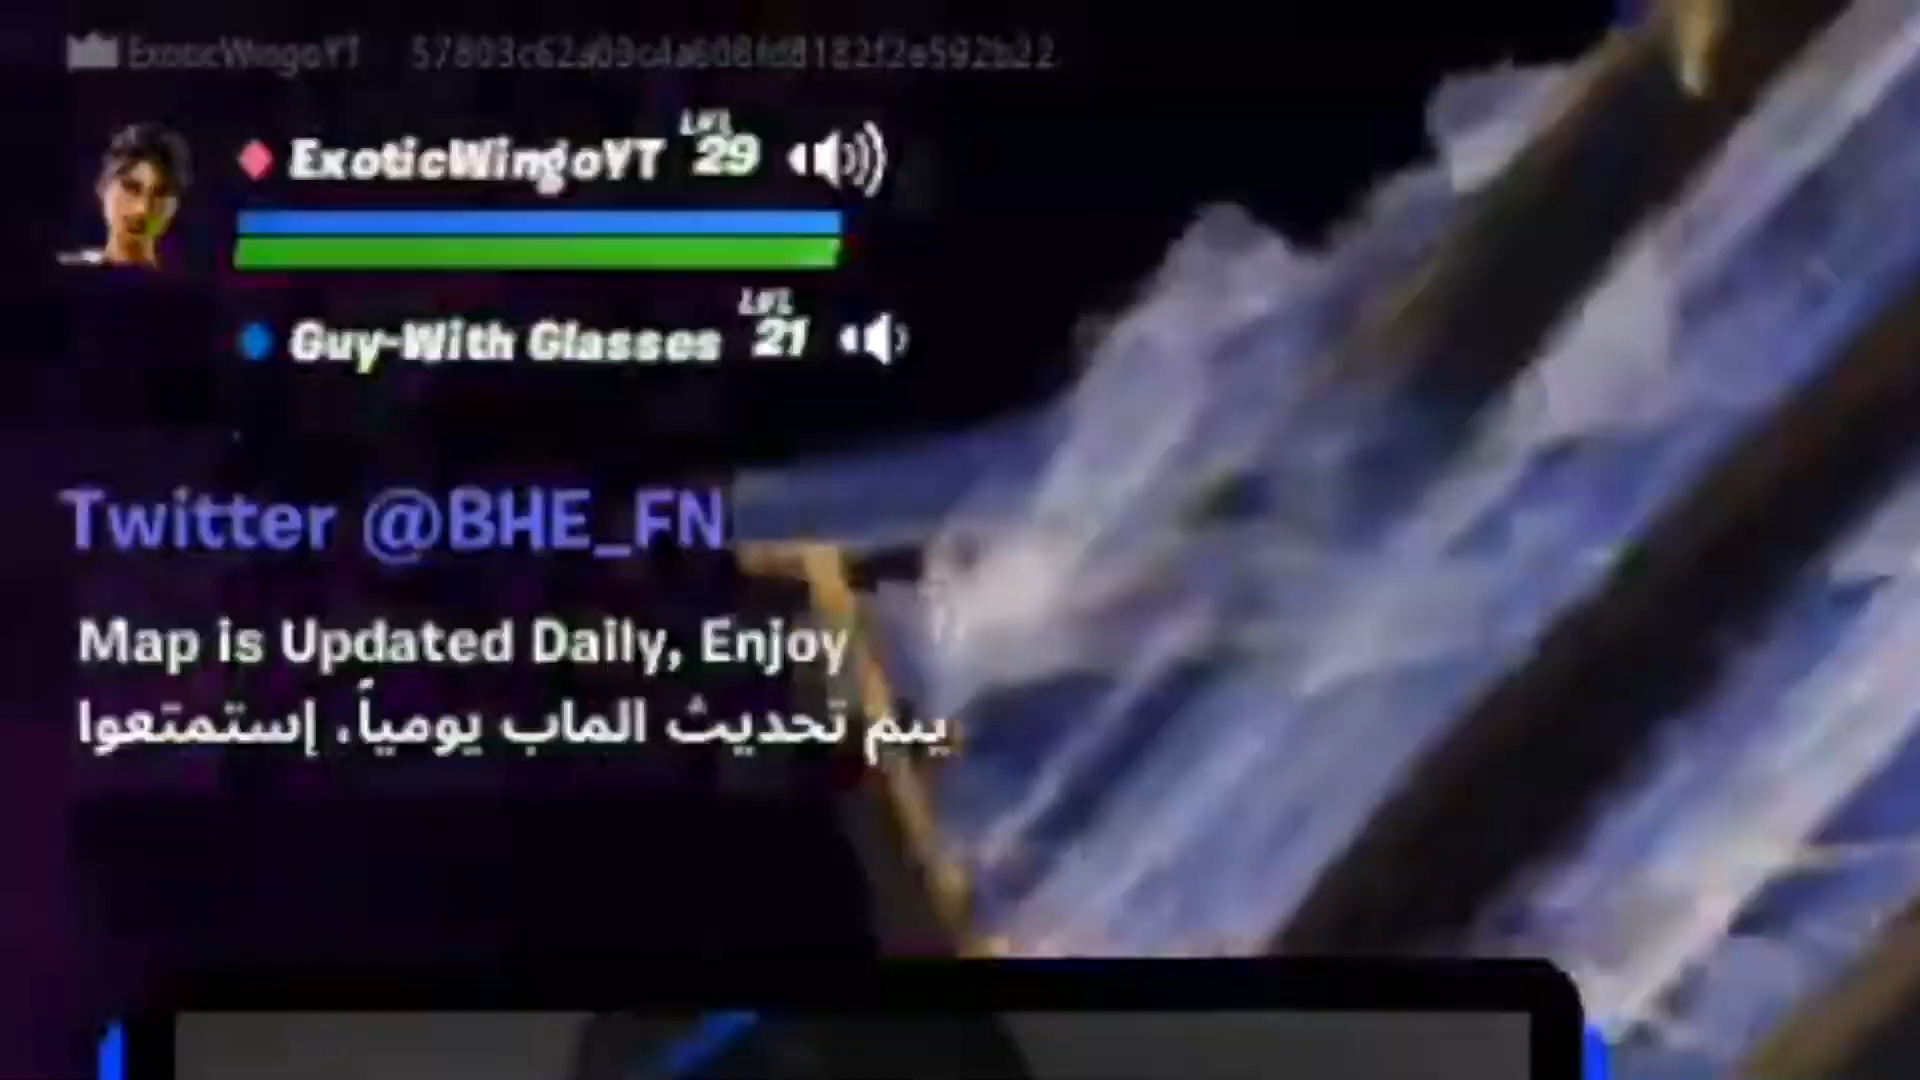 ExoticWingoYT
ExoticWingoYT LVL 29
Guy-With Glasses LVL 21
Twitter @BHE_FN
Map is Updated Daily, Enjoy
يتم تحديث الماب يومياً، إستمتعوا